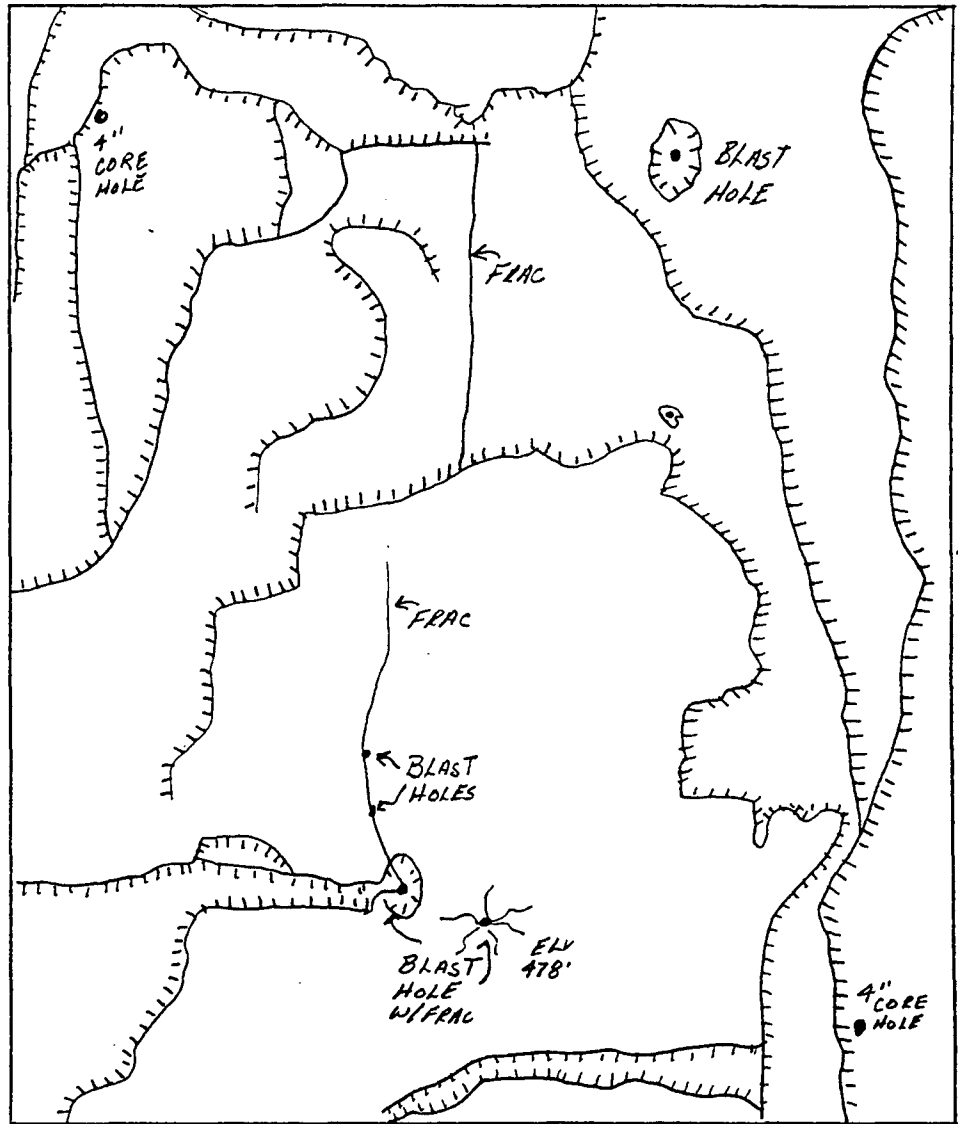 4"
CORE
HOLE
BLAST
HOLE
FRAC
FRAC
BLAST
HOLES
ELV
478'
BLAST
HOLE
W/FRAC
4"
CORE
HOLE